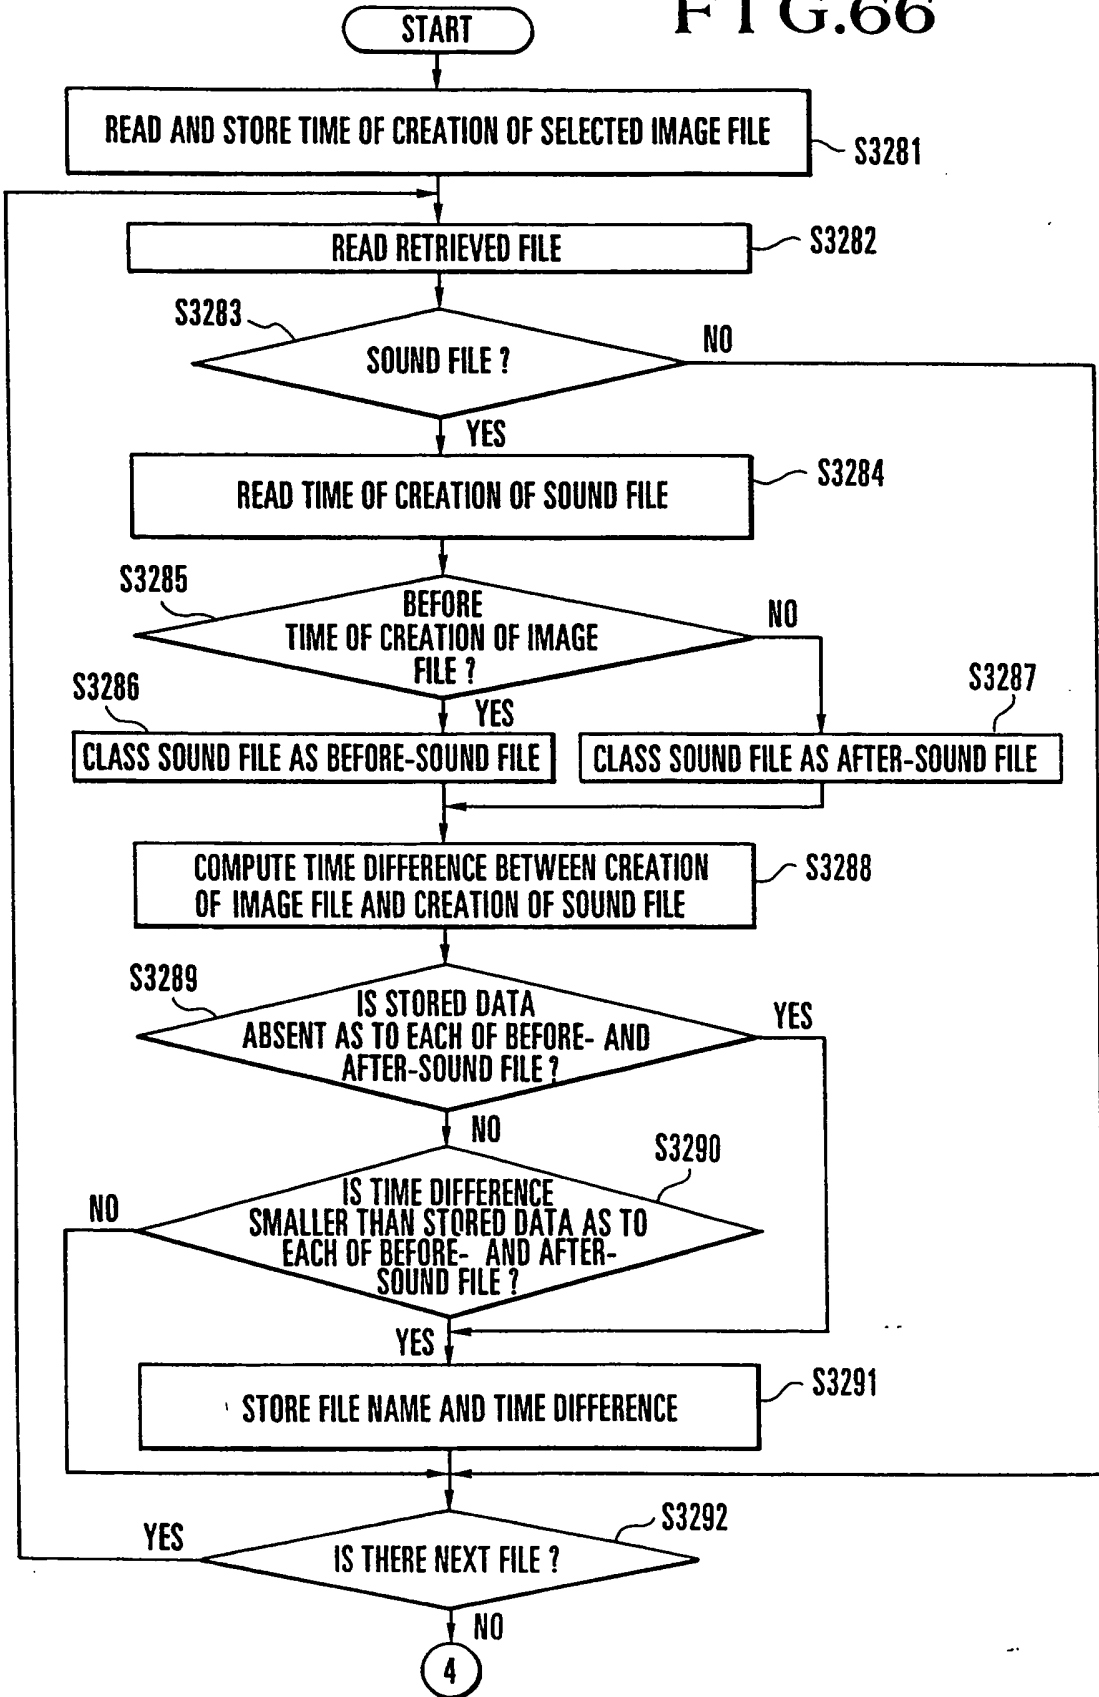 FIG.66
START
READ AND STORE TIME OF CREATION OF SELECTED IMAGE FILE
S3281
READ RETRIEVED FILE
S3282
S3283
SOUND FILE ?
NO
YES
READ TIME OF CREATION OF SOUND FILE
S3284
S3285
BEFORE
TIME OF CREATION OF IMAGE
FILE ?
NO
YES
S3286
S3287
CLASS SOUND FILE AS BEFORE-SOUND FILE
CLASS SOUND FILE AS AFTER-SOUND FILE
COMPUTE TIME DIFFERENCE BETWEEN CREATION
OF IMAGE FILE AND CREATION OF SOUND FILE
S3288
S3289
IS STORED DATA
ABSENT AS TO EACH OF BEFORE- AND
AFTER-SOUND FILE ?
YES
NO
S3290
IS TIME DIFFERENCE
SMALLER THAN STORED DATA AS TO
EACH OF BEFORE- AND AFTER-
SOUND FILE ?
NO
YES
STORE FILE NAME AND TIME DIFFERENCE
S3291
S3292
IS THERE NEXT FILE ?
YES
NO
4